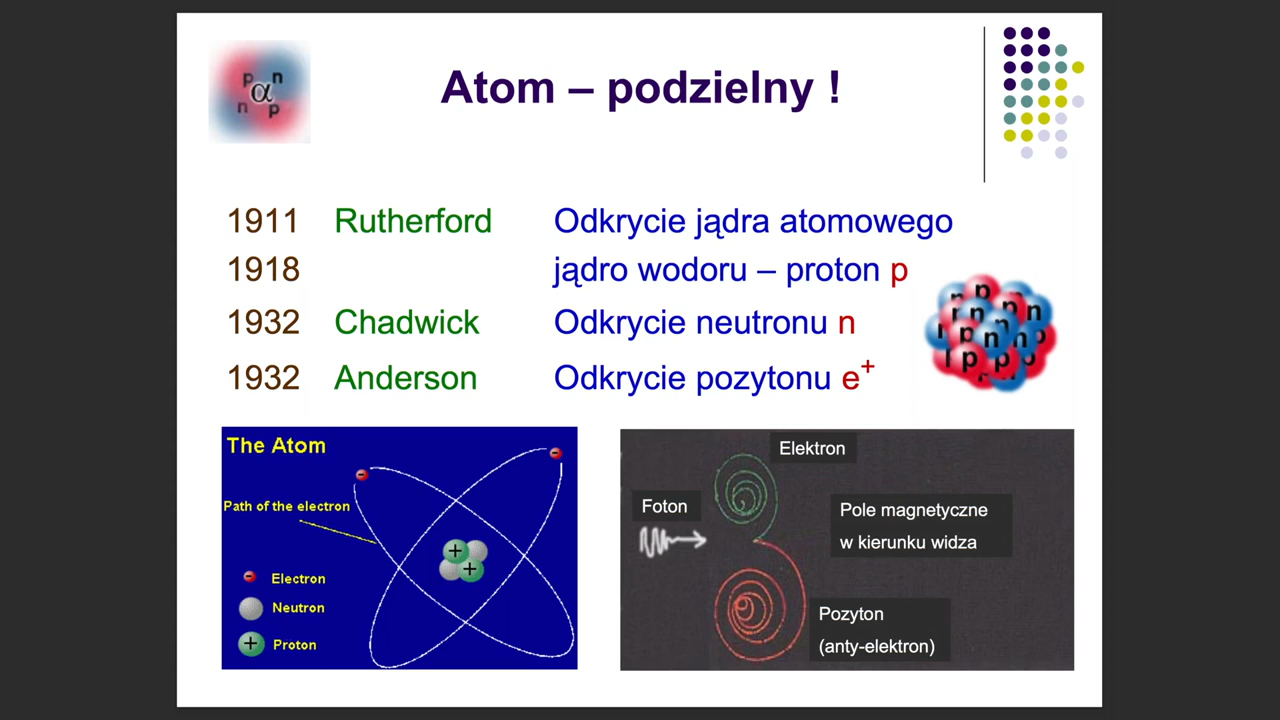 p n
α
n p
Atom – podzielny !
1911 Rutherford Odkrycie jądra atomowego
1918 jądro wodoru – proton p
1932 Chadwick Odkrycie neutronu n
1932 Anderson Odkrycie pozytonu e⁺
The Atom
Path of the electron
Electron
Neutron
+ Proton
Elektron
Foton
Pole magnetyczne
w kierunku widza
Pozyton
(anty-elektron)